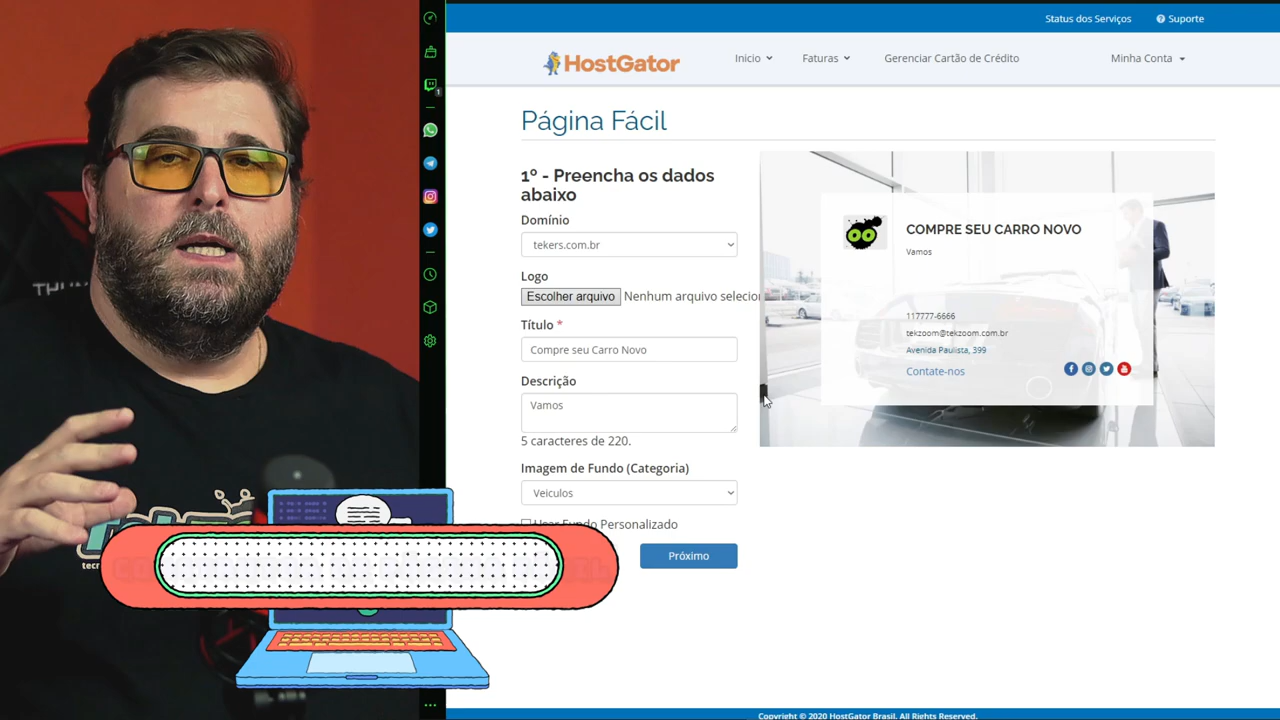 Status dos Serviços
Suporte
HostGator
Inicio
Faturas
Gerenciar Cartão de Crédito
Minha Conta
Página Fácil
1º - Preencha os dados
abaixo
Domínio
tekers.com.br
Logo
Escolher arquivo
Nenhum arquivo selecio
Título *
Compre seu Carro Novo
Descrição
Vamos
5 caracteres de 220.
Imagem de Fundo (Categoria)
Veiculos
Usar Fundo Personalizado
Próximo
COMPRE SEU CARRO NOVO
Vamos
117777-6666
tekzoom@tekzoom.com.br
Avenida Paulista, 399
Contate-nos
1
Copyright © 2020 HostGator Brasil. All Rights Reserved.